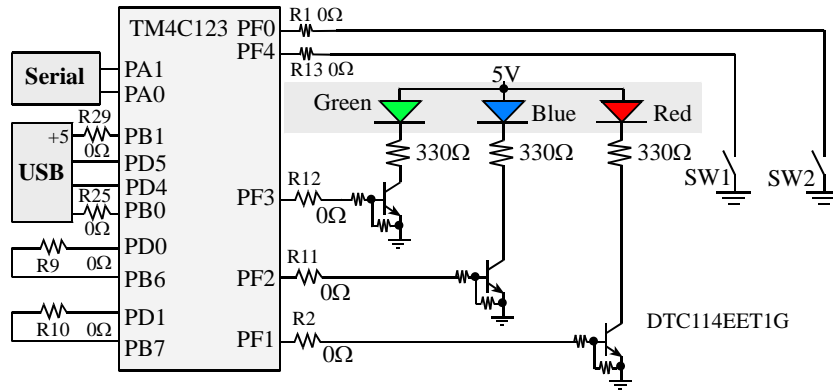 TM4C123
PF0
R1 0Ω
PF4
R13 0Ω
Serial
PA1
PA0
5V
Green
Blue
Red
R29
+5
0Ω
PB1
USB
PD5
PD4
R25
0Ω
PB0
330Ω
330Ω
330Ω
SW1
SW2
PF3
R12
0Ω
PD0
R9
0Ω
PB6
PF2
R11
0Ω
PD1
R10
0Ω
PB7
PF1
R2
0Ω
DTC114EET1G